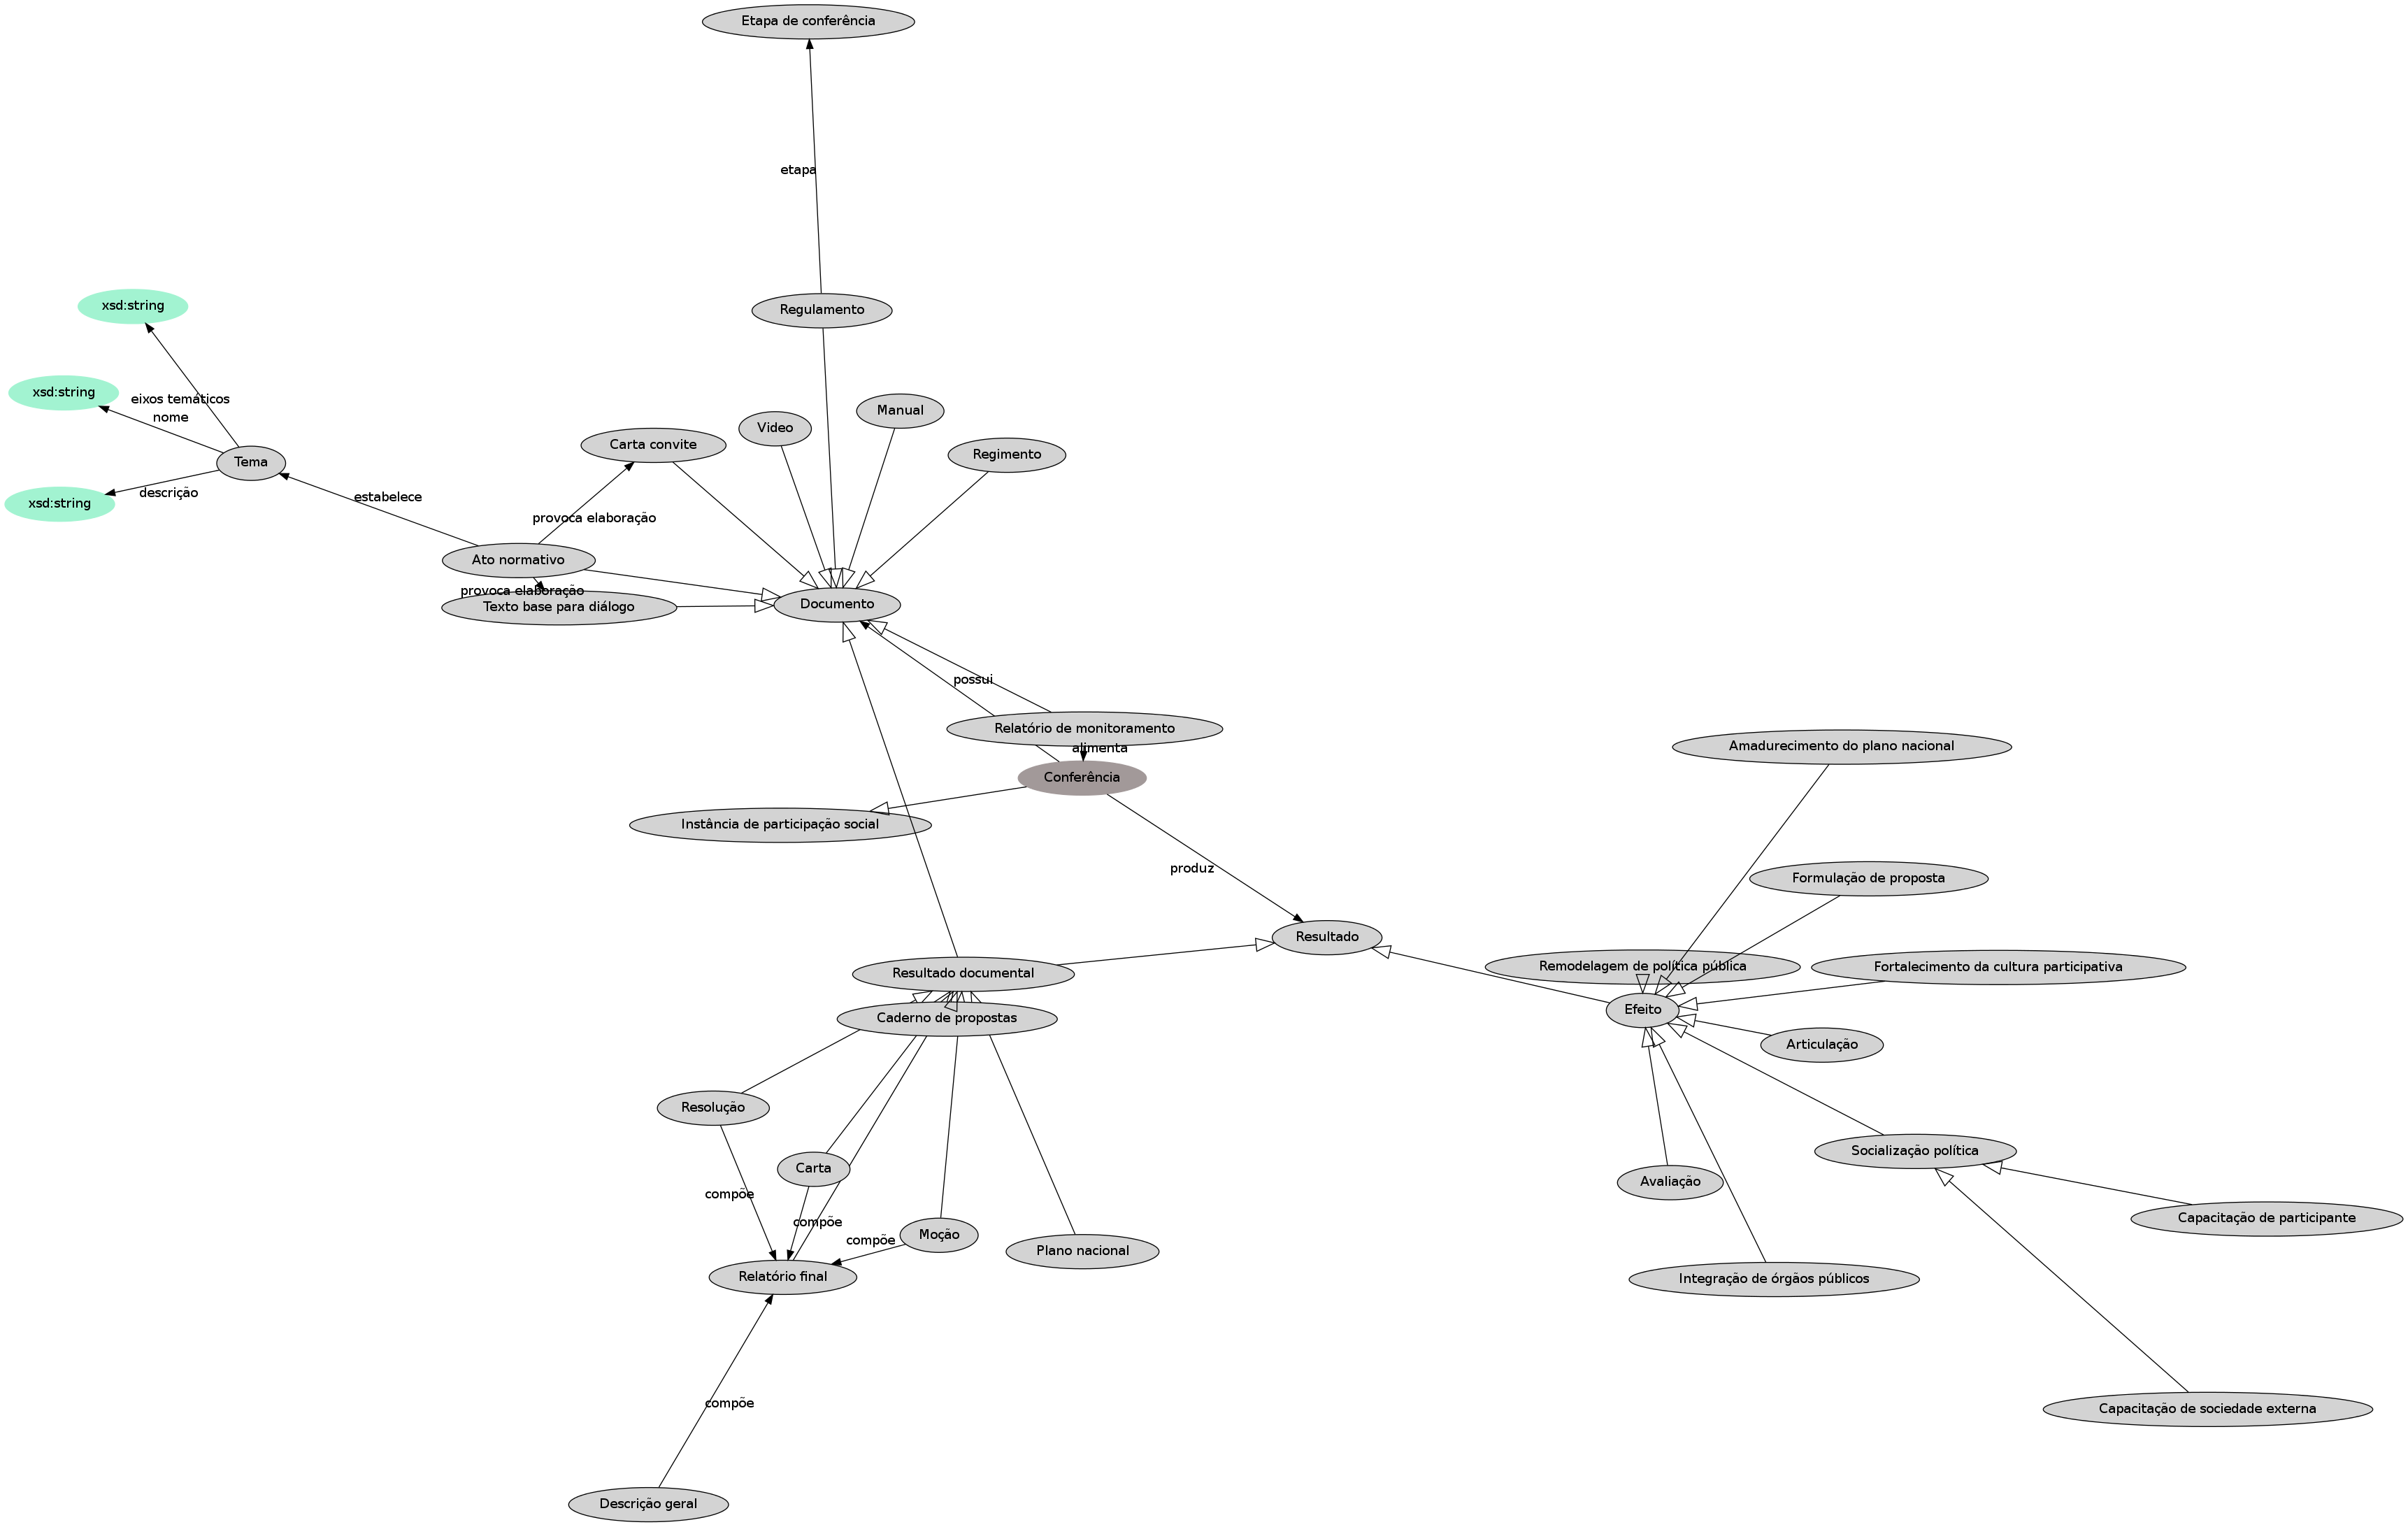 Etapa de conferência
etapa
xsd:string
Regulamento
xsd:string
eixos temáticos
nome
Manual
Video
Carta convite
Regimento
Tema
descrição
estabelece
xsd:string
provoca elaboração
Ato normativo
provoca elaboração
Texto base para diálogo
Documento
possui
Relatório de monitoramento
alimenta
Amadurecimento do plano nacional
Conferência
Instância de participação social
produz
Formulação de proposta
Resultado
Resultado documental
Remodelagem de política pública
Fortalecimento da cultura participativa
Caderno de propostas
Efeito
Articulação
Resolução
Socialização política
Carta
Avaliação
compõe
compõe
Capacitação de participante
Moção
compõe
Plano nacional
Relatório final
Integração de órgãos públicos
compõe
Capacitação de sociedade externa
Descrição geral